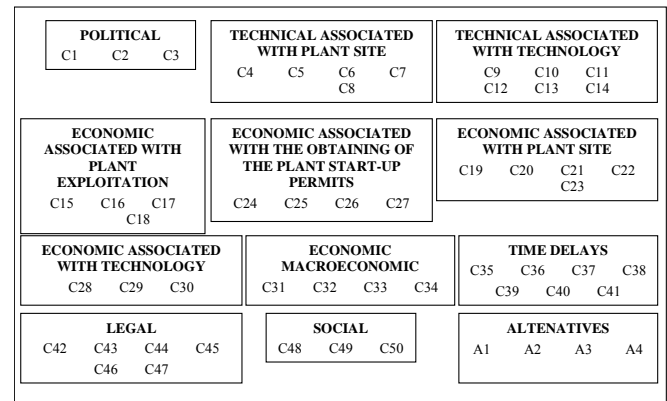 POLITICAL
C1 C2 C3
TECHNICAL ASSOCIATED
WITH PLANT SITE
C4 C5 C6 C7
C8
TECHNICAL ASSOCIATED
WITH TECHNOLOGY
C9 C10 C11
C12 C13 C14
ECONOMIC
ASSOCIATED WITH
PLANT
EXPLOITATION
C15 C16 C17
C18
ECONOMIC ASSOCIATED
WITH THE OBTAINING OF
THE PLANT START-UP
PERMITS
C24 C25 C26 C27
ECONOMIC ASSOCIATED
WITH PLANT SITE
C19 C20 C21 C22
C23
ECONOMIC ASSOCIATED
WITH TECHNOLOGY
C28 C29 C30
ECONOMIC
MACROECONOMIC
C31 C32 C33 C34
TIME DELAYS
C35 C36 C37 C38
C39 C40 C41
LEGAL
C42 C43 C44 C45
C46 C47
SOCIAL
C48 C49 C50
ALTENATIVES
A1 A2 A3 A4